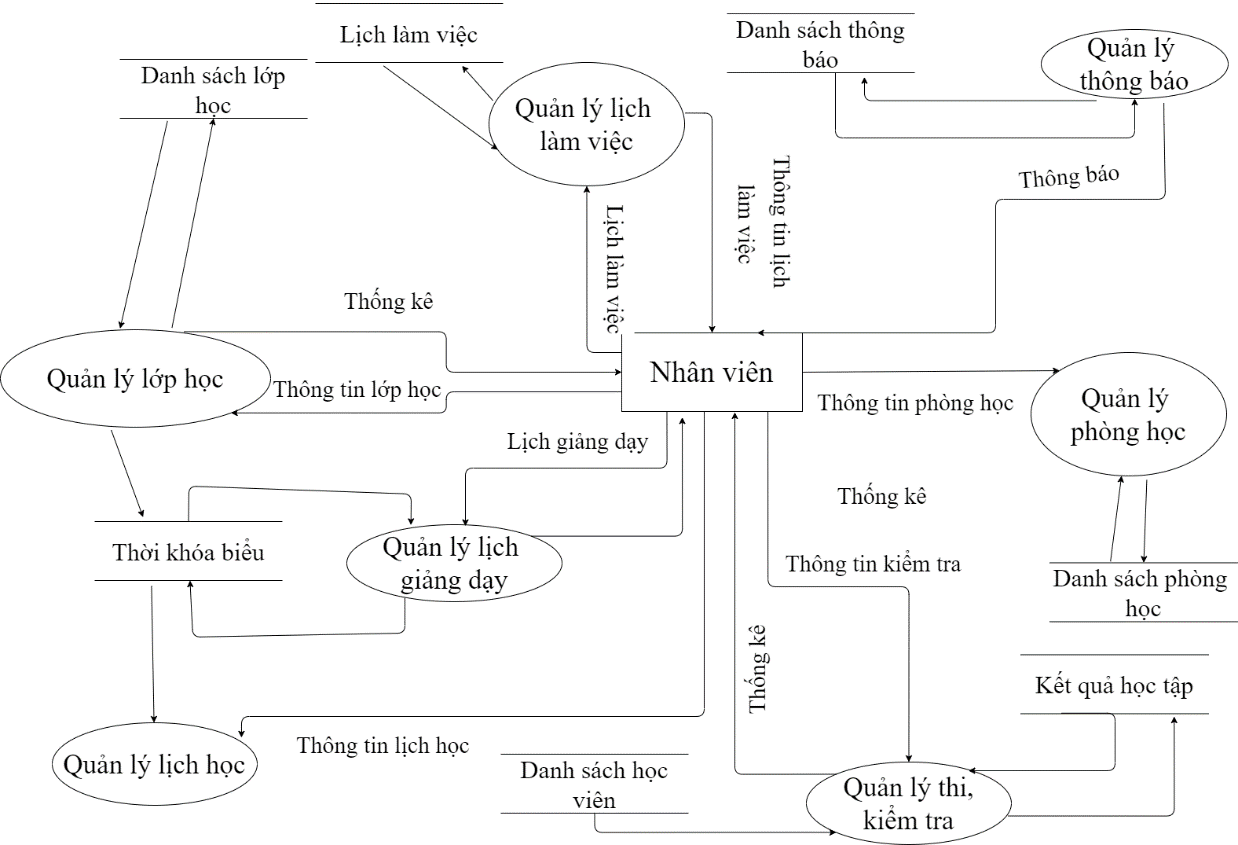 Lịch làm việc
Danh sách thông
báo
Quản lý
thông báo
Danh sách lớp
học
Quản lý lịch
làm việc
Thông báo
Thông tin lịch
làm việc
Lịch làm việc
Thống kê
Quản lý lớp học
Thông tin lớp học
Nhân viên
Thông tin phòng học
Quản lý
phòng học
Lịch giảng dạy
Thống kê
Thời khóa biểu
Quản lý lịch
giảng dạy
Thông tin kiểm tra
Danh sách phòng
học
Thống kê
Kết quả học tập
Thông tin lịch học
Quản lý lịch học
Danh sách học
viên
Quản lý thi,
kiểm tra